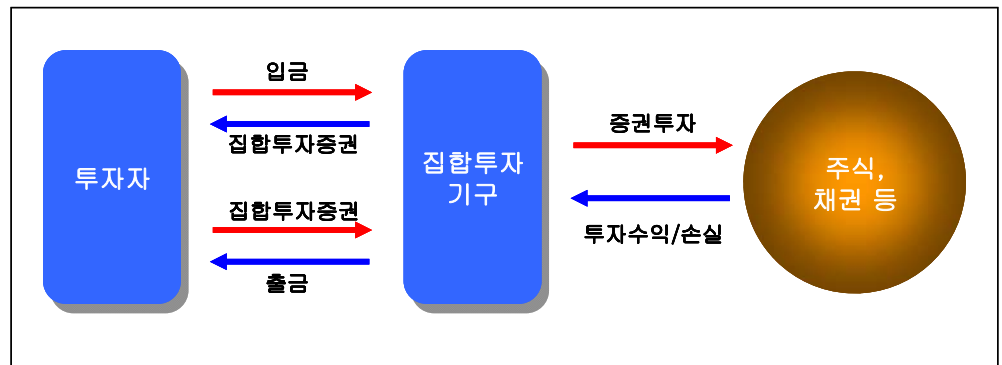 투자자
입금
집합투자증권
집합투자증권
출금
집합투자
기구
증권투자
투자수익/손실
주식,
채권 등